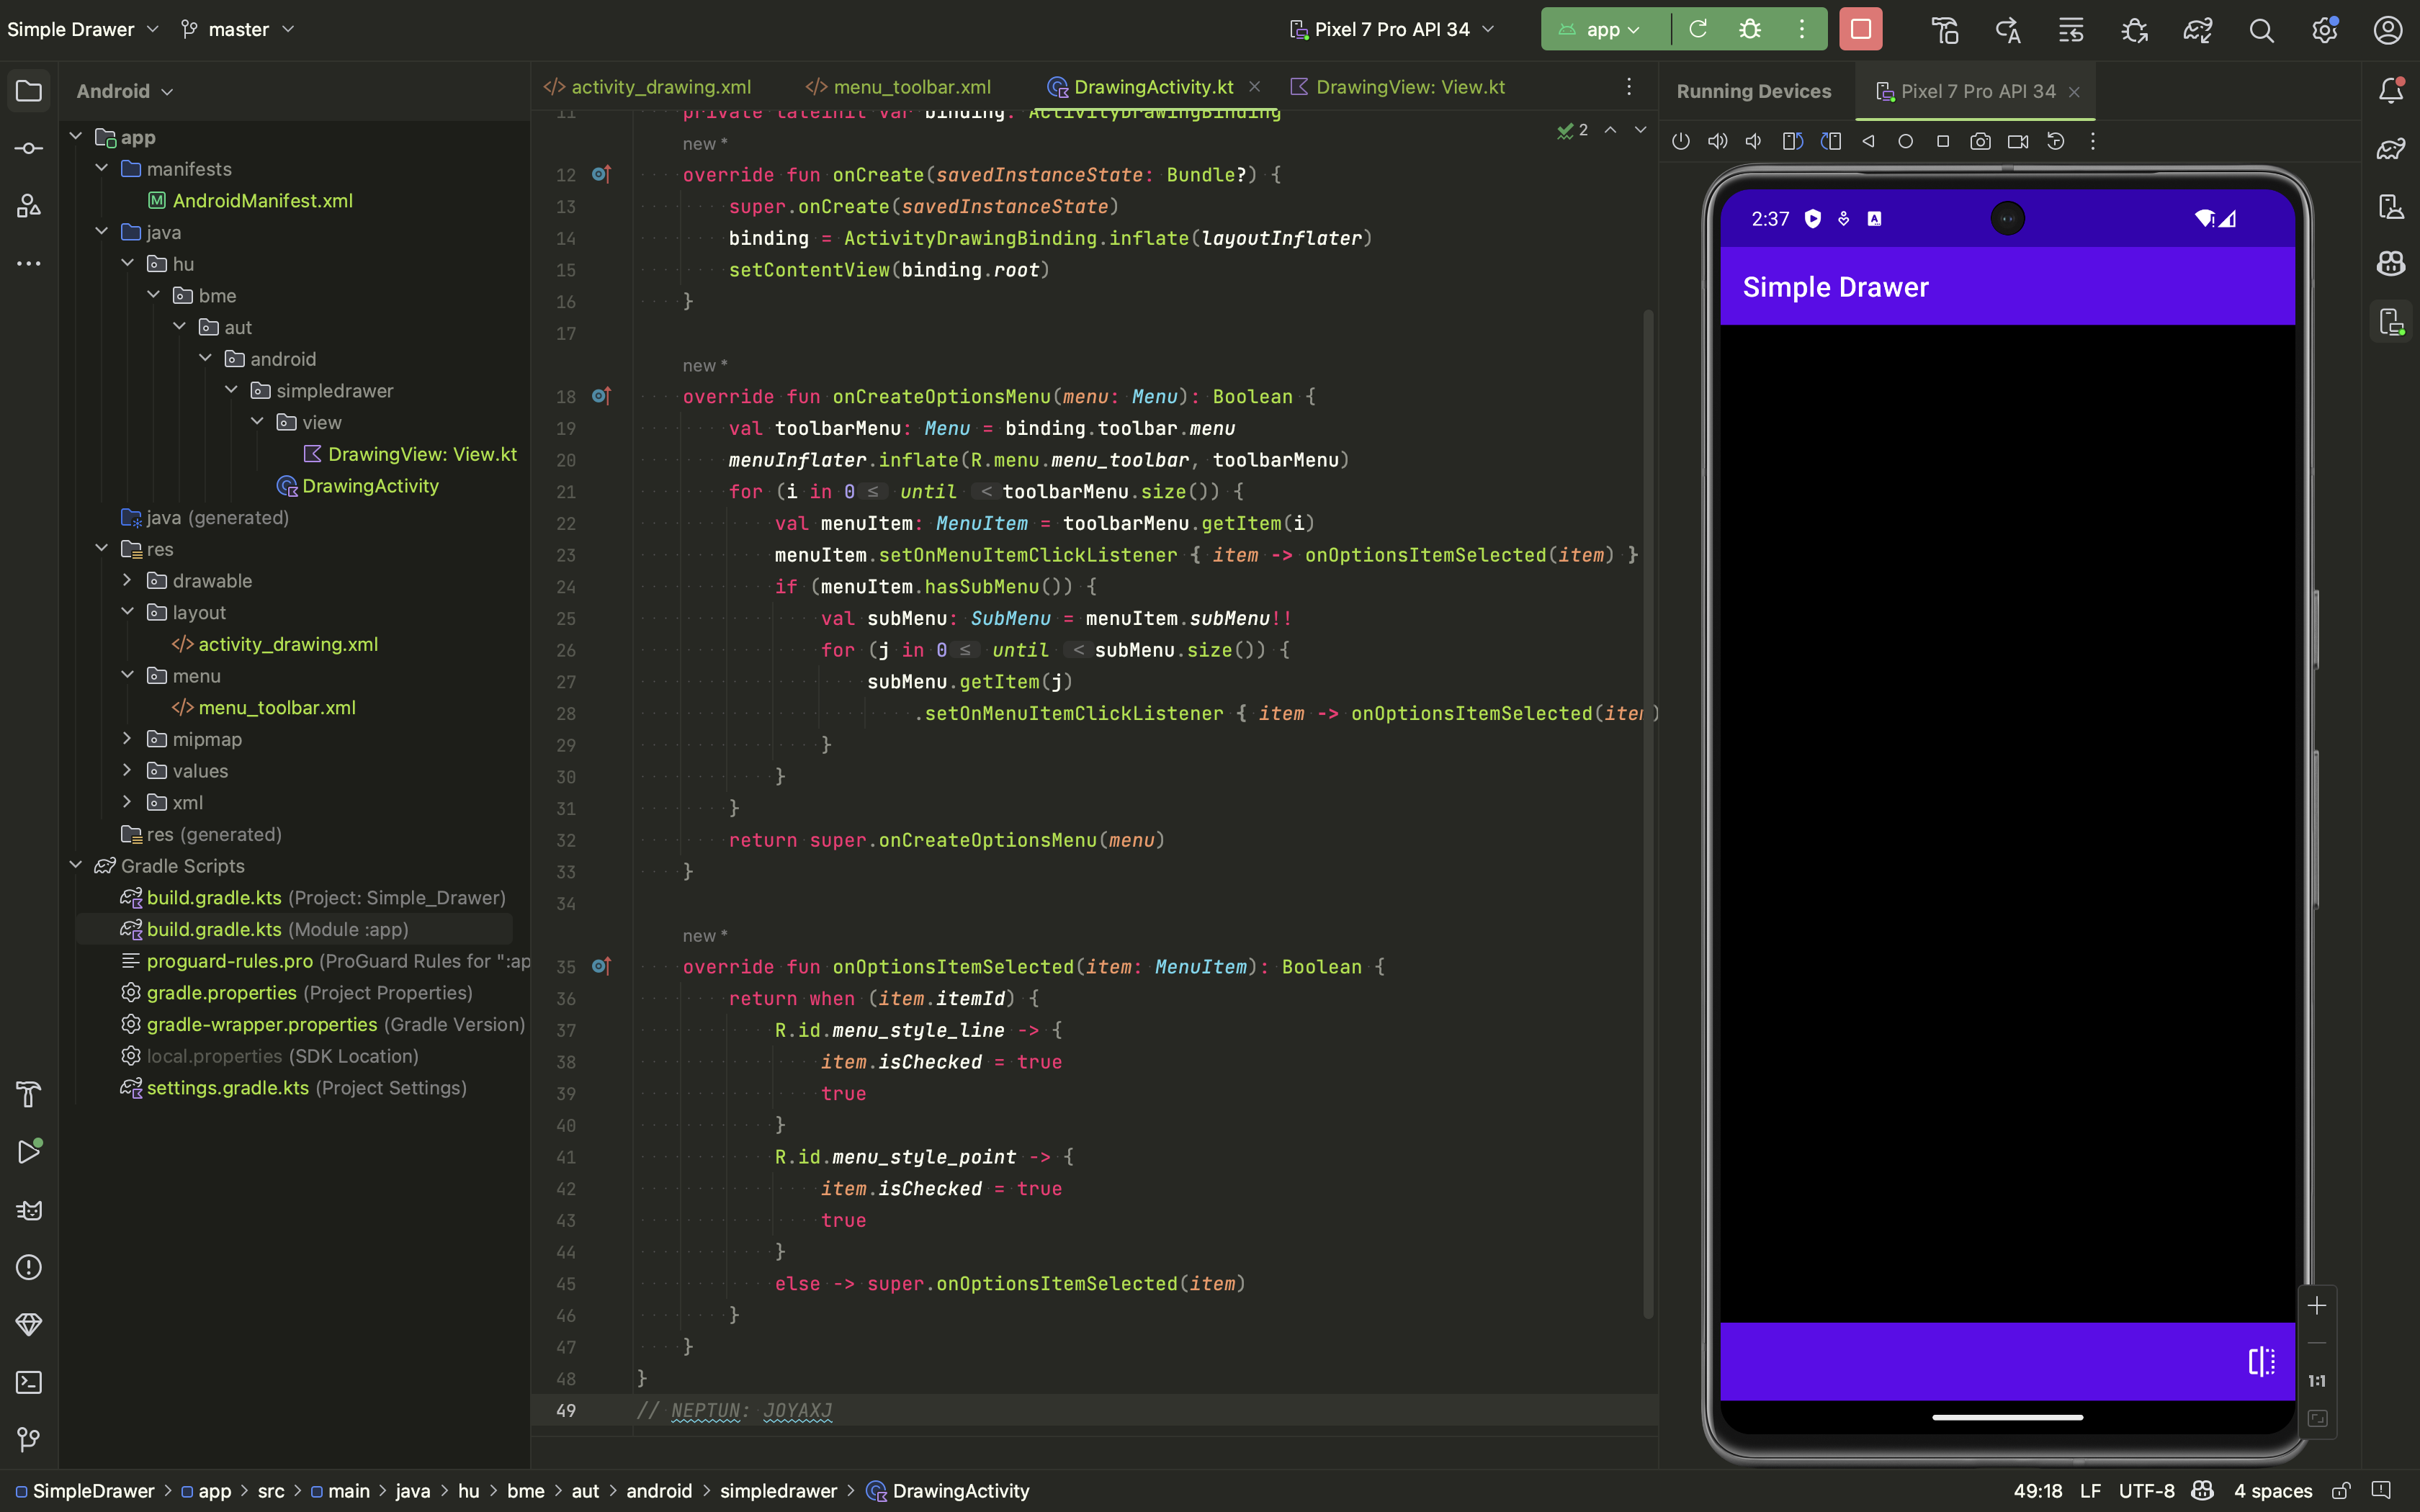 Simple Drawer
master
Pixel 7 Pro API 34
app
Android
app
manifests
AndroidManifest.xml
java
hu
bme
aut
android
simpledrawer
view
DrawingView: View.kt
DrawingActivity
java (generated)
res
drawable
layout
activity_drawing.xml
menu
menu_toolbar.xml
mipmap
values
xml
res (generated)
Gradle Scripts
build.gradle.kts (Project: Simple_Drawer)
build.gradle.kts (Module :app)
proguard-rules.pro (ProGuard Rules for ":ap
gradle.properties (Project Properties)
gradle-wrapper.properties (Gradle Version)
local.properties (SDK Location)
settings.gradle.kts (Project Settings)
activity_drawing.xml
menu_toolbar.xml
DrawingActivity.kt
DrawingView: View.kt
2
11 private lateinit var binding: ActivityDrawingBinding
new *
12 override fun onCreate(savedInstanceState: Bundle?) {
13 super.onCreate(savedInstanceState)
14 binding = ActivityDrawingBinding.inflate(layoutInflater)
15 setContentView(binding.root)
16 }
17
new *
18 override fun onCreateOptionsMenu(menu: Menu): Boolean {
19 val toolbarMenu: Menu = binding.toolbar.menu
20 menuInflater.inflate(R.menu.menu_toolbar, toolbarMenu)
21 for (i in 0 ≤ until < toolbarMenu.size()) {
22 val menuItem: MenuItem = toolbarMenu.getItem(i)
23 menuItem.setOnMenuItemClickListener { item -> onOptionsItemSelected(item) }
24 if (menuItem.hasSubMenu()) {
25 val subMenu: SubMenu = menuItem.subMenu!!
26 for (j in 0 ≤ until < subMenu.size()) {
27 subMenu.getItem(j)
28 .setOnMenuItemClickListener { item -> onOptionsItemSelected(item)
29 }
30 }
31 }
32 return super.onCreateOptionsMenu(menu)
33 }
34
new *
35 override fun onOptionsItemSelected(item: MenuItem): Boolean {
36 return when (item.itemId) {
37 R.id.menu_style_line -> {
38 item.isChecked = true
39 true
40 }
41 R.id.menu_style_point -> {
42 item.isChecked = true
43 true
44 }
45 else -> super.onOptionsItemSelected(item)
46 }
47 }
48 }
49 // NEPTUN: JOYAXJ
Running Devices
Pixel 7 Pro API 34
2:37
A
Simple Drawer
1:1
SimpleDrawer > app > src > main > java > hu > bme > aut > android > simpledrawer > DrawingActivity
49:18 LF UTF-8 4 spaces